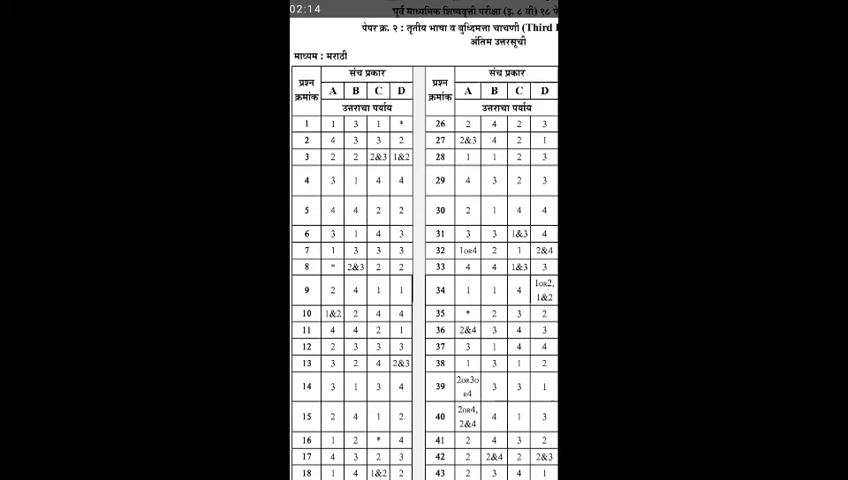 02:14
पूर्व माध्यमिक शिष्यवृत्ती परीक्षा (इ. ८ वी) १८ फे
पेपर क्र. २ : तृतीय भाषा व बुध्दिमत्ता चाचणी (Third
अंतिम उत्तरसूची
माध्यम : मराठी
प्रश्न क्रमांक संच प्रकार प्रश्न क्रमांक संच प्रकार
A B C D A B C D
उत्तराचा पर्याय उत्तराचा पर्याय
1 1 3 1 * 26 2 4 2 3
2 4 3 3 2 27 2&3 4 2 1
3 2 2 2&3 1&2 28 1 1 2 3
4 3 1 4 4 29 4 3 2 3
5 4 4 2 2 30 2 1 4 4
6 3 1 4 3 31 3 3 1&3 4
7 1 3 3 3 32 1OR4 2 1 2&4
8 * 2&3 2 2 33 4 4 1&3 3
9 2 4 1 1 34 1 1 4 1OR2, 1&2
10 1&2 2 4 4 35 * 2 3 2
11 4 4 2 1 36 2&4 3 4 3
12 2 3 3 3 37 3 1 4 4
13 3 2 4 2&3 38 1 3 1 2
14 3 1 3 4 39 2OR3OR4 3 3 1
15 2 4 1 2 40 2OR4, 2&4 4 1 3
16 1 2 * 4 41 2 4 3 2
17 4 3 2 3 42 2 2&4 2 2&3
18 1 4 1&2 2 43 2 3 4 1